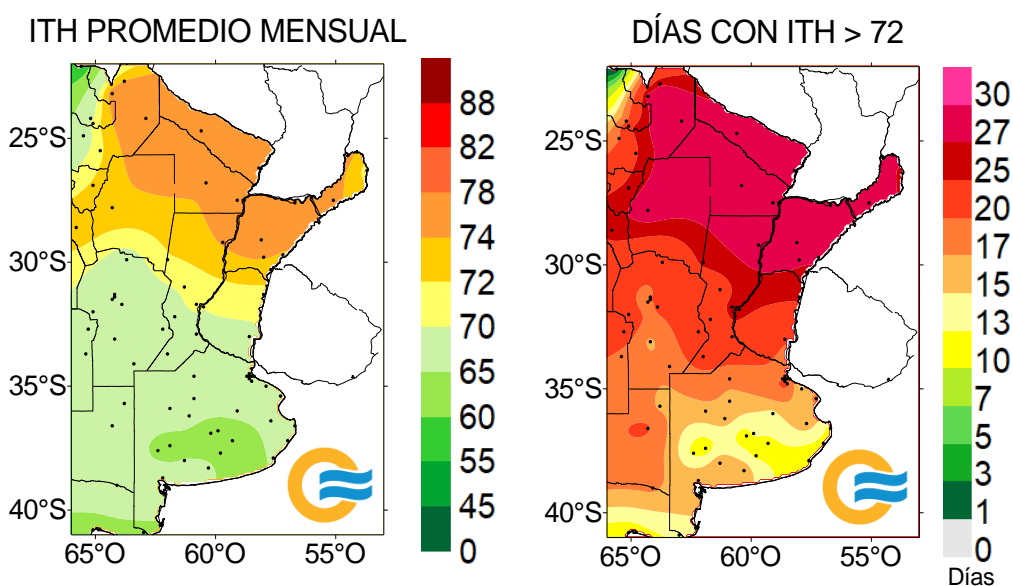 ITH PROMEDIO MENSUAL
25°S
30°S
35°S
40°S
65°O
60°O
55°O
88
82
78
74
72
70
65
60
55
45
0
DÍAS CON ITH > 72
25°S
30°S
35°S
40°S
65°O
60°O
55°O
30
27
25
20
17
15
13
10
7
5
3
1
0
Días